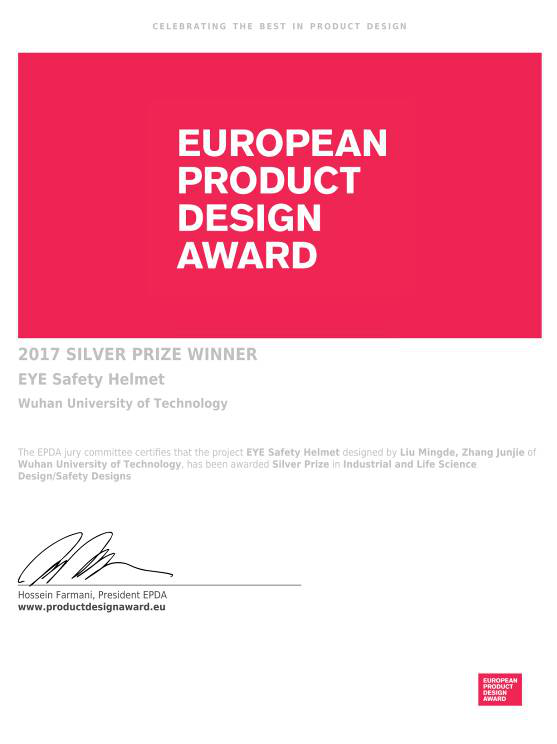 CELEBRATING THE BEST IN PRODUCT DESIGN
EUROPEAN
PRODUCT
DESIGN
AWARD
2017 SILVER PRIZE WINNER
EYE Safety Helmet
Wuhan University of Technology
The EPDA jury committee certifies that the project EYE Safety Helmet designed by Liu Mingde, Zhang Junjie of
Wuhan University of Technology, has been awarded Silver Prize in Industrial and Life Science
Design/Safety Designs
Hossein Farmani, President EPDA
www.productdesignaward.eu
EUROPEAN
PRODUCT
DESIGN
AWARD